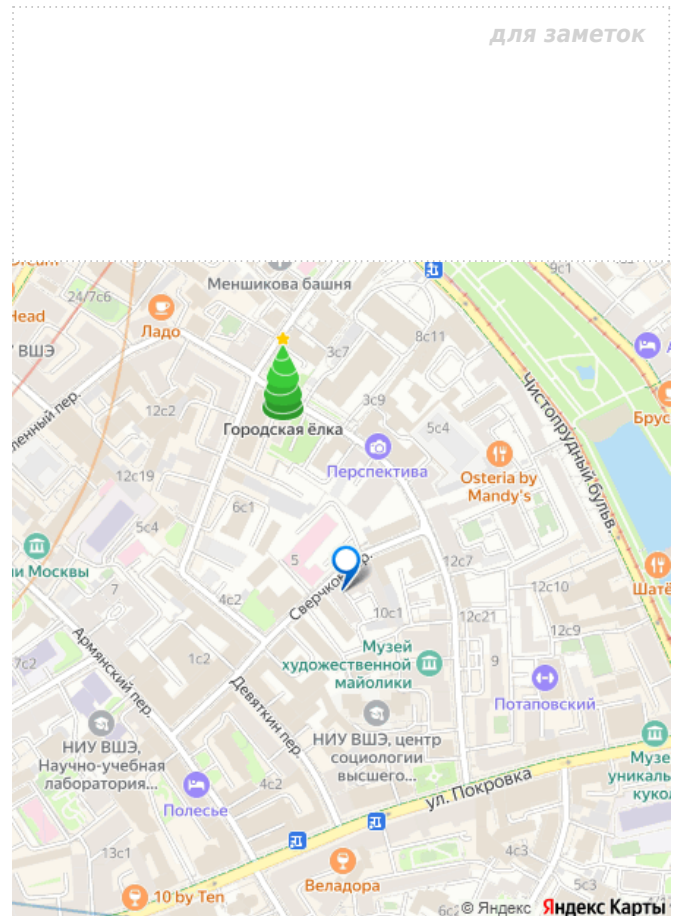 для заметок
Dream
Меншикова башня
9с1
24/7с6
Head
Ладо
ВШЭ
3с7
8с11
ленный пер.
12с2
3с9
Городская ёлка
5с4
Чистопрудный бульв.
Брус
Перспектива
Osteria by
Mandy's
12с19
6с1
5с4
и Москвы
5
12с7
7
4с2
Сверчков пер.
10с1
12с10
Шатё
12с21
12с9
Армянский пер.
7с2
1с2
Музей
художественной
майолики
9
Девяткин пер.
Потаповский
НИУ ВШЭ,
Научно-учебная
лаборатория...
НИУ ВШЭ, центр
социологии
высшего...
Музе
уникаль
кукол
4с2
Полесье
ул. Покровка
13с1
4с3
Веладора
5с3
10 by Ten
6с2
© Яндекс Яндекс Карты